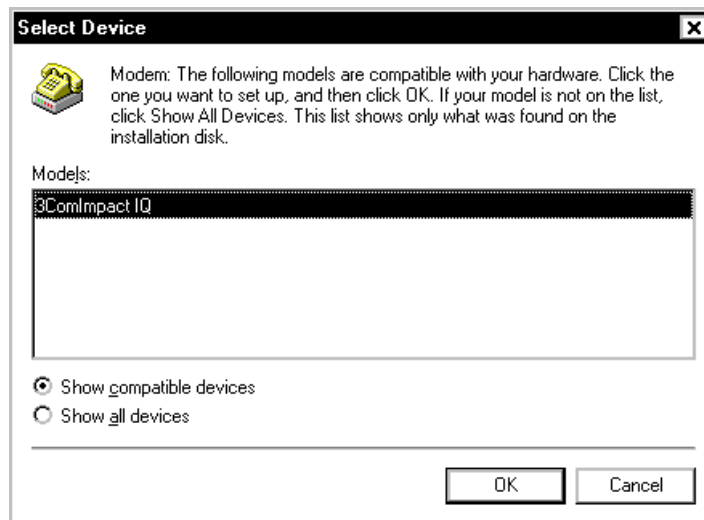 Select Device
Modem: The following models are compatible with your hardware. Click the
one you want to set up, and then click OK. If your model is not on the list,
click Show All Devices. This list shows only what was found on the
installation disk.
Models:
3ComImpact IQ
Show compatible devices
Show all devices
OK
Cancel